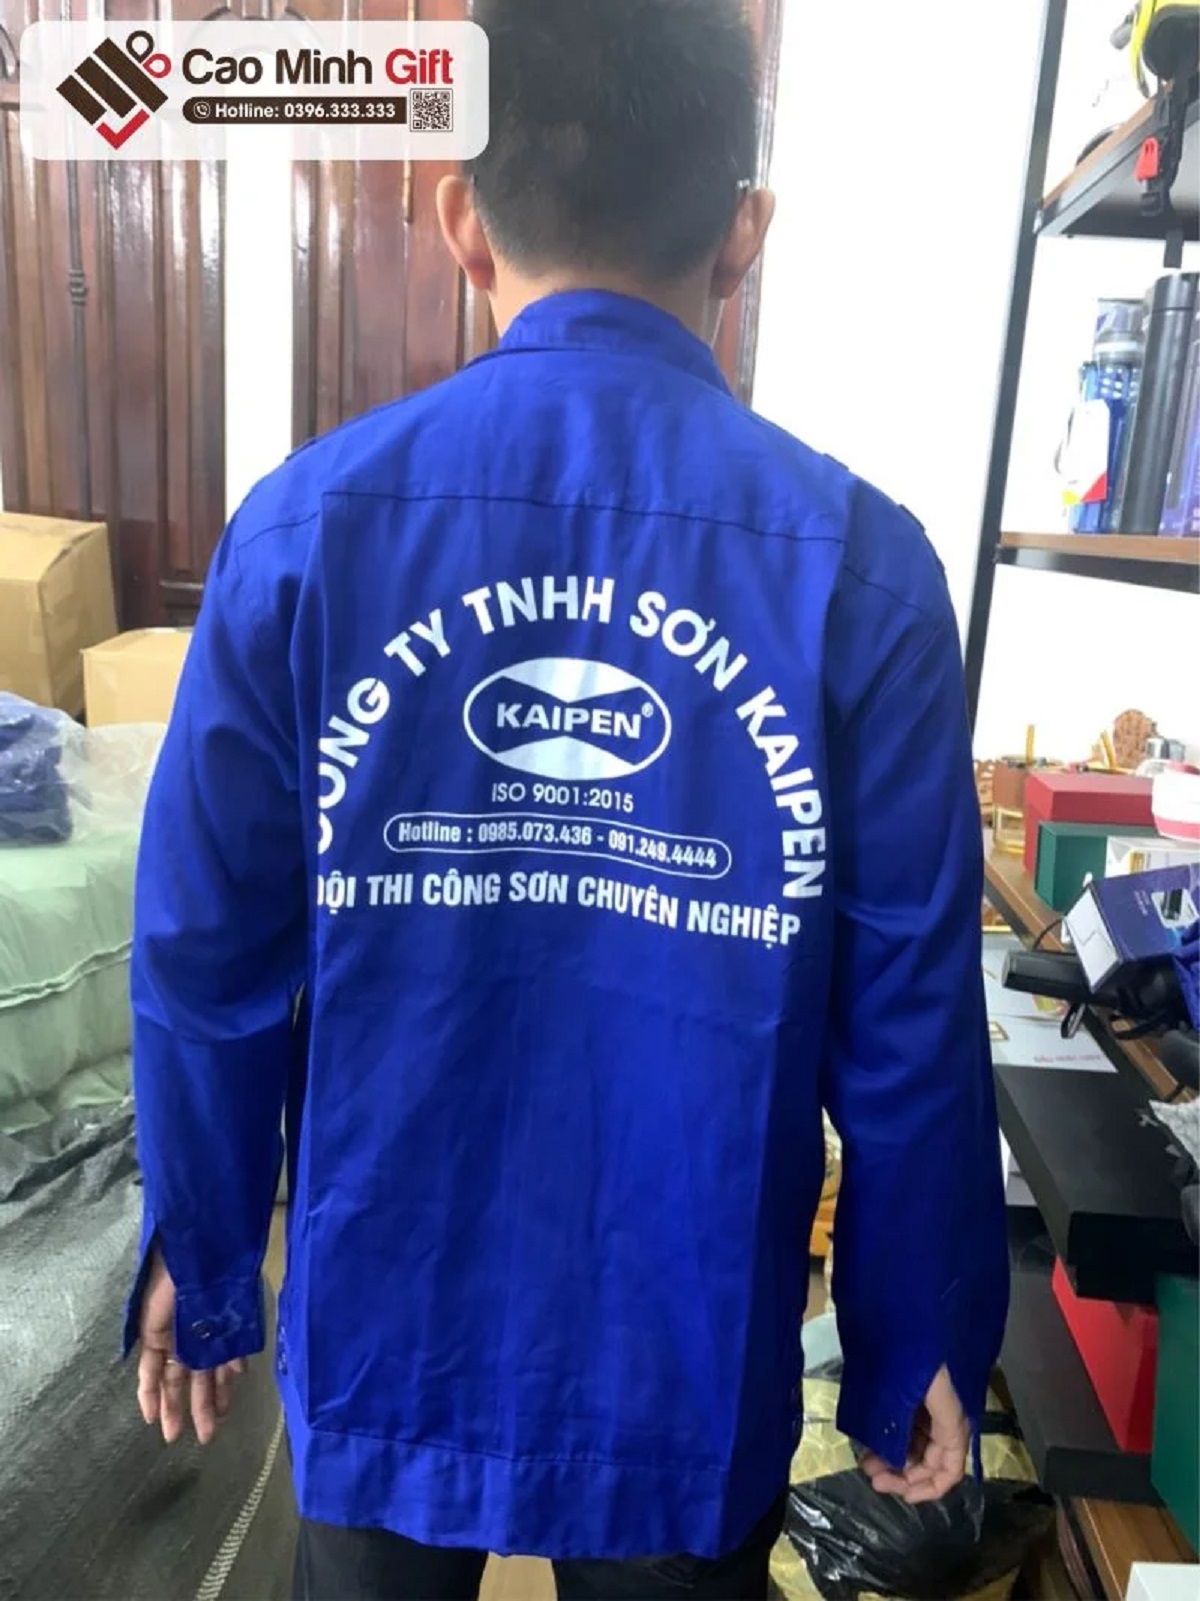 Cao Minh Gift
Hotline: 0396.333.333
CÔNG TY TNHH SƠN KAIPEN
KAIPEN®
ISO 9001:2015
Hotline : 0985.073.436 - 091.249.4444
ĐỘI THI CÔNG SƠN CHUYÊN NGHIỆP